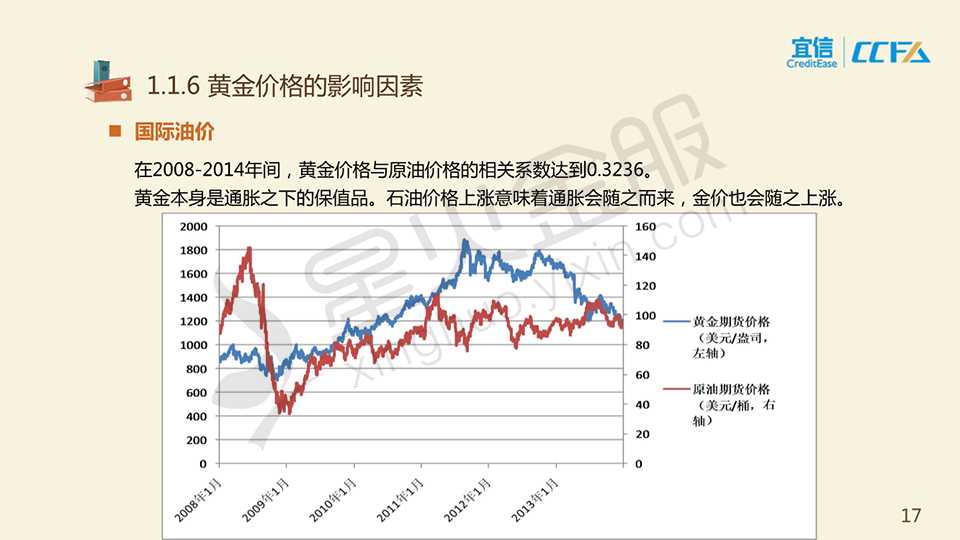 宜信
CreditEase
CCFA
1.1.6 黄金价格的影响因素
国际油价
在2008-2014年间，黄金价格与原油价格的相关系数达到0.3236。
黄金本身是通胀之下的保值品。石油价格上涨意味着通胀会随之而来，金价也会随之上涨。
星火金服
xinghuo.yixin.com
2000
1800
1600
1400
1200
1000
800
600
400
200
0
160
140
120
100
80
60
40
20
0
2008年1月
2009年1月
2010年1月
2011年1月
2012年1月
2013年1月
黄金期货价格
（美元/盎司，
左轴）
原油期货价格
（美元/桶，右
轴）
17